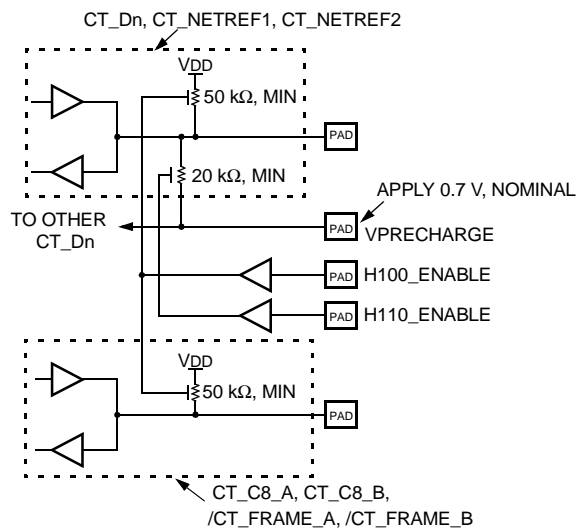 CT_Dn, CT_NETREF1, CT_NETREF2
VDD
50 kΩ, MIN
PAD
20 kΩ, MIN
APPLY 0.7 V, NOMINAL
TO OTHER
CT_Dn
PAD
VPRECHARGE
PAD
H100_ENABLE
PAD
H110_ENABLE
VDD
50 kΩ, MIN
PAD
CT_C8_A, CT_C8_B,
/CT_FRAME_A, /CT_FRAME_B